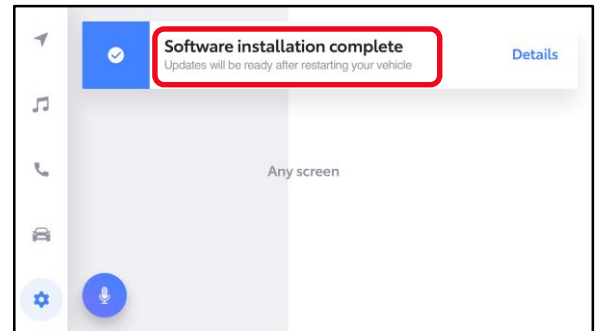 Software installation complete
Updates will be ready after restarting your vehicle
Details
Any screen